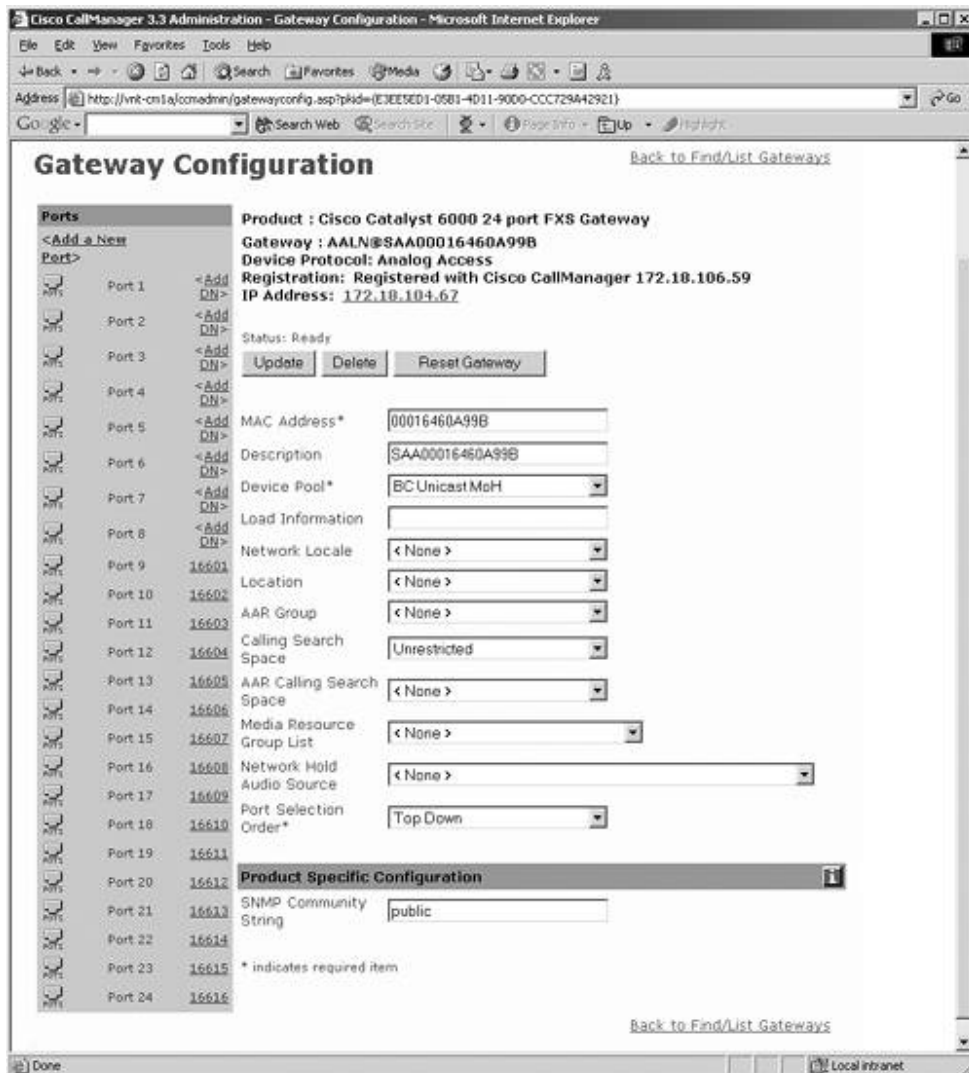 Cisco CallManager 3.3 Administration - Gateway Configuration - Microsoft Internet Explorer
File Edit View Favorites Tools Help
Back Search Favorites Media
Address http://vnt-cm1a/ccmadmin/gatewayconfig.asp?pkid={E3EE5ED1-05B1-4D11-9000-CCC729A42921} Go
Google Search Web Search Site Page Info Up Highlight
Gateway Configuration
Back to Find/List Gateways
Ports
<Add a New
Port>
Port 1 <Add DN>
Port 2 <Add DN>
Port 3 <Add DN>
Port 4 <Add DN>
Port 5 <Add DN>
Port 6 <Add DN>
Port 7 <Add DN>
Port 8 <Add DN>
Port 9 16601
Port 10 16602
Port 11 16603
Port 12 16604
Port 13 16605
Port 14 16606
Port 15 16607
Port 16 16608
Port 17 16609
Port 18 16610
Port 19 16611
Port 20 16612
Port 21 16613
Port 22 16614
Port 23 16615
Port 24 16616
Product : Cisco Catalyst 6000 24 port FXS Gateway
Gateway : AALN@SAA00016460A99B
Device Protocol: Analog Access
Registration: Registered with Cisco CallManager 172.18.106.59
IP Address: 172.18.104.67
Status: Ready
Update Delete Reset Gateway
MAC Address* 00016460A99B
Description SAA00016460A99B
Device Pool* BC Unicast MoH
Load Information
Network Locale < None >
Location < None >
AAR Group < None >
Calling Search Space Unrestricted
AAR Calling Search Space < None >
Media Resource Group List < None >
Network Hold Audio Source < None >
Port Selection Order* Top Down
Product Specific Configuration
SNMP Community String public
* indicates required item
Back to Find/List Gateways
Done Local intranet